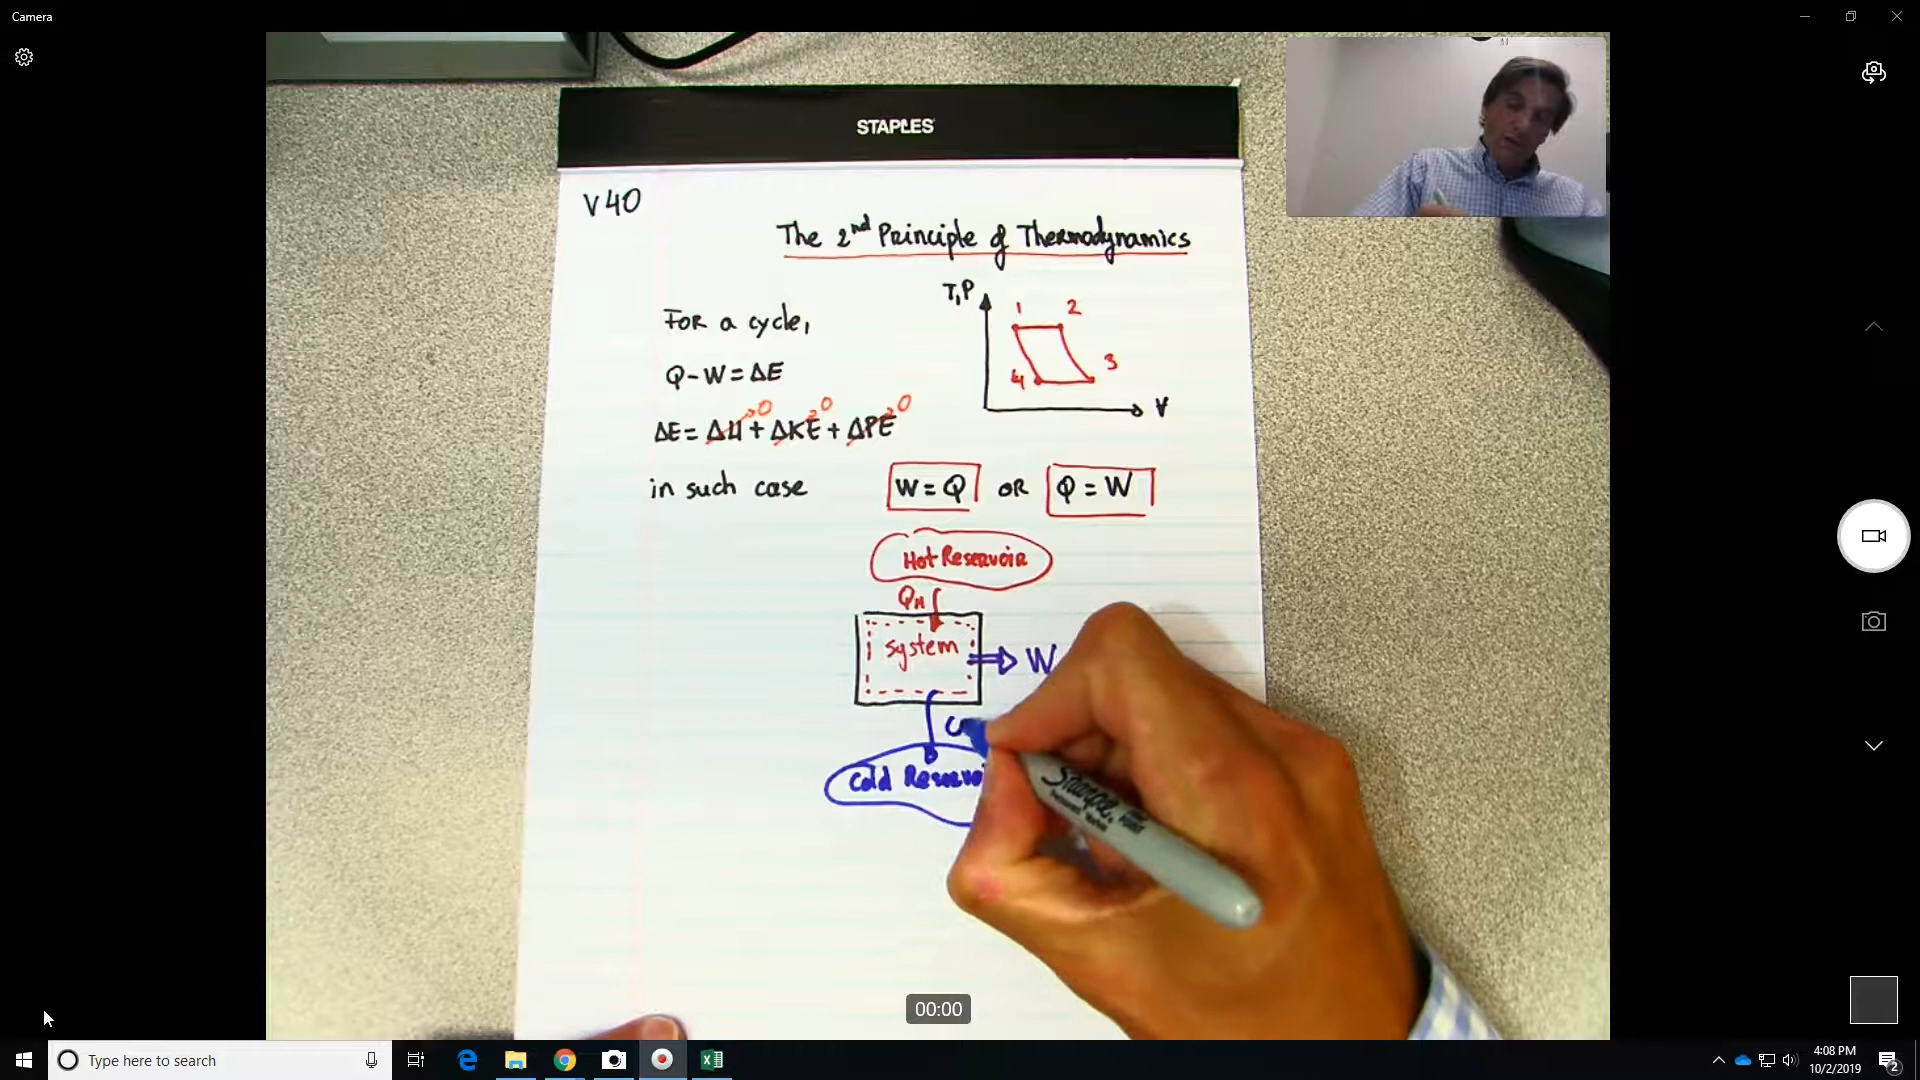 Camera
STAPLES
V40
The 2nd Principle of Thermodynamics
T,P
1 2
3
4
V
For a cycle,
Q-W=ΔE
ΔE= ΔU + ΔKE + ΔPE
0 0 0
in such case W=Q OR Q=W
Hot Reservoir
QH
system
W
Cold
Sharpie
00:00
Type here to search
4:08 PM
10/2/2019
2